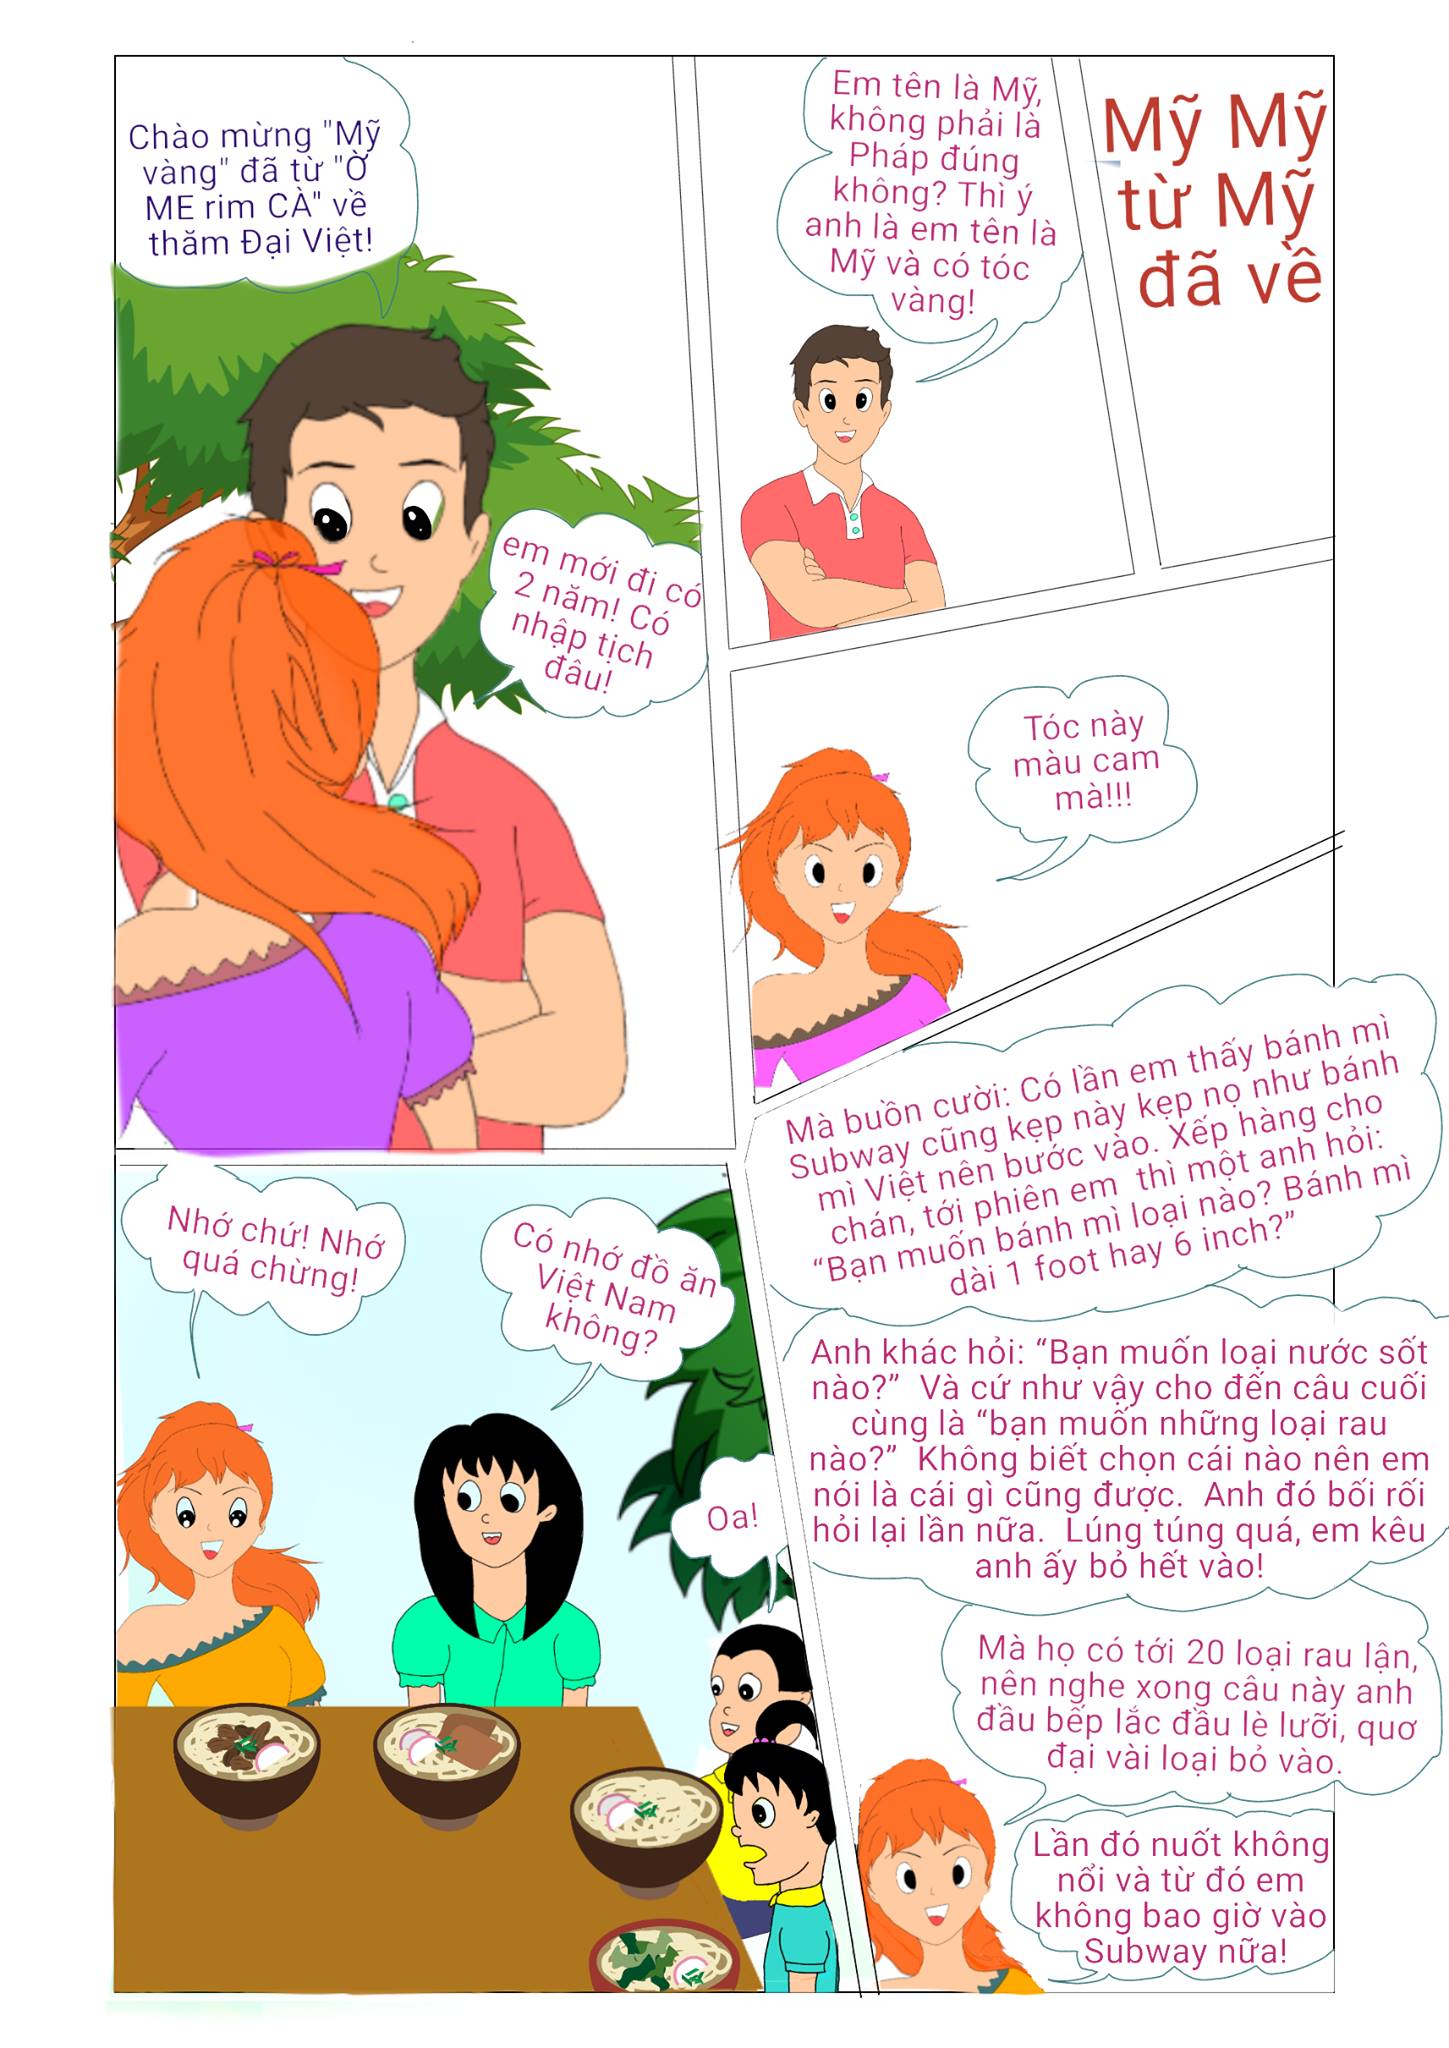 Chào mừng "Mỹ
vàng" đã từ "Ờ
ME rim CÀ" về
thăm Đại Việt!
em mới đi có
2 năm! Có
nhập tịch
đâu!
Em tên là Mỹ,
không phải là
Pháp đúng
không? Thì ý
anh là em tên là
Mỹ và có tóc
vàng!
Mỹ Mỹ
từ Mỹ
đã về
Tóc này
màu cam
mà!!!
Nhớ chứ! Nhớ
quá chừng!
Có nhớ đồ ăn
Việt Nam
không?
Oa!
Mà buồn cười: Có lần em thấy bánh mì
Subway cũng kẹp này kẹp nọ như bánh
mì Việt nên bước vào. Xếp hàng cho
chán, tới phiên em thì một anh hỏi:
“Bạn muốn bánh mì loại nào? Bánh mì
dài 1 foot hay 6 inch?”
Anh khác hỏi: “Bạn muốn loại nước sốt
nào?” Và cứ như vậy cho đến câu cuối
cùng là “bạn muốn những loại rau
nào?” Không biết chọn cái nào nên em
nói là cái gì cũng được. Anh đó bối rối
hỏi lại lần nữa. Lúng túng quá, em kêu
anh ấy bỏ hết vào!
Mà họ có tới 20 loại rau lận,
nên nghe xong câu này anh
đầu bếp lắc đầu lè lưỡi, quơ
đại vài loại bỏ vào.
Lần đó nuốt không
nổi và từ đó em
không bao giờ vào
Subway nữa!